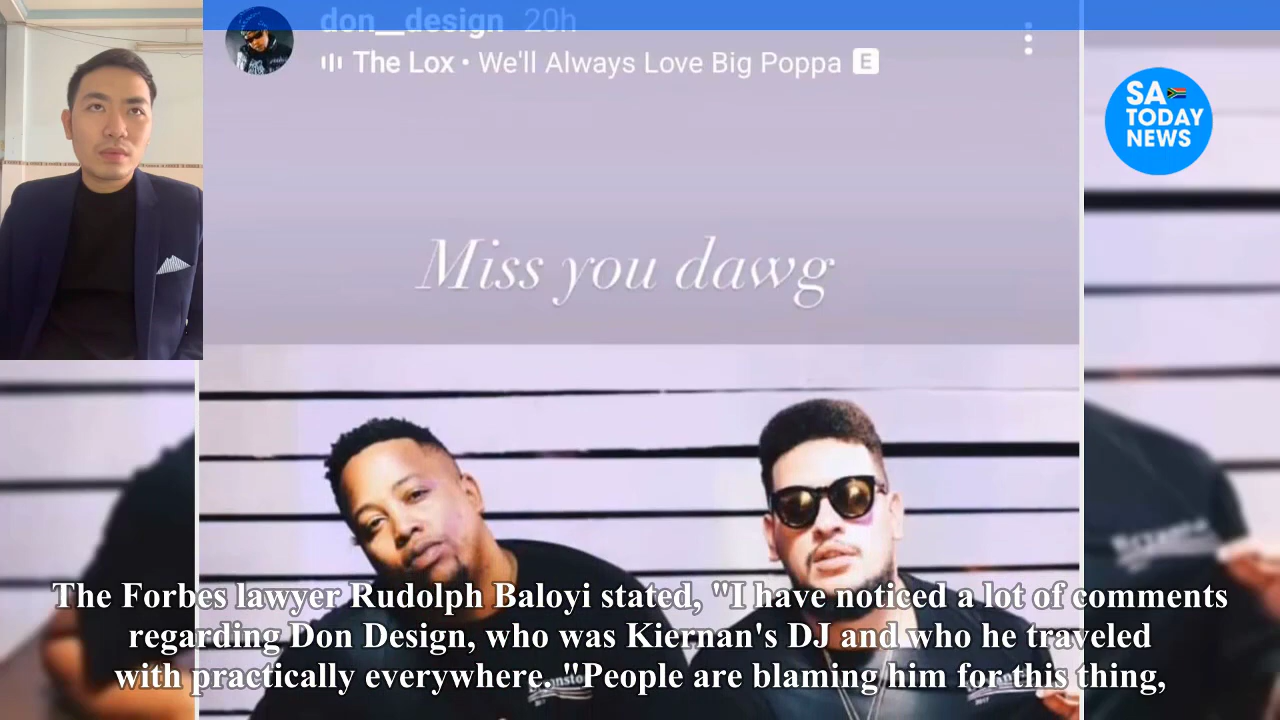 don__design 20h
The Lox • We'll Always Love Big Poppa E
SA
TODAY
NEWS
Miss you dawg
The Forbes lawyer Rudolph Baloyi stated, "I have noticed a lot of comments
regarding Don Design, who was Kiernan's DJ and who he traveled
with practically everywhere. "People are blaming him for this thing,